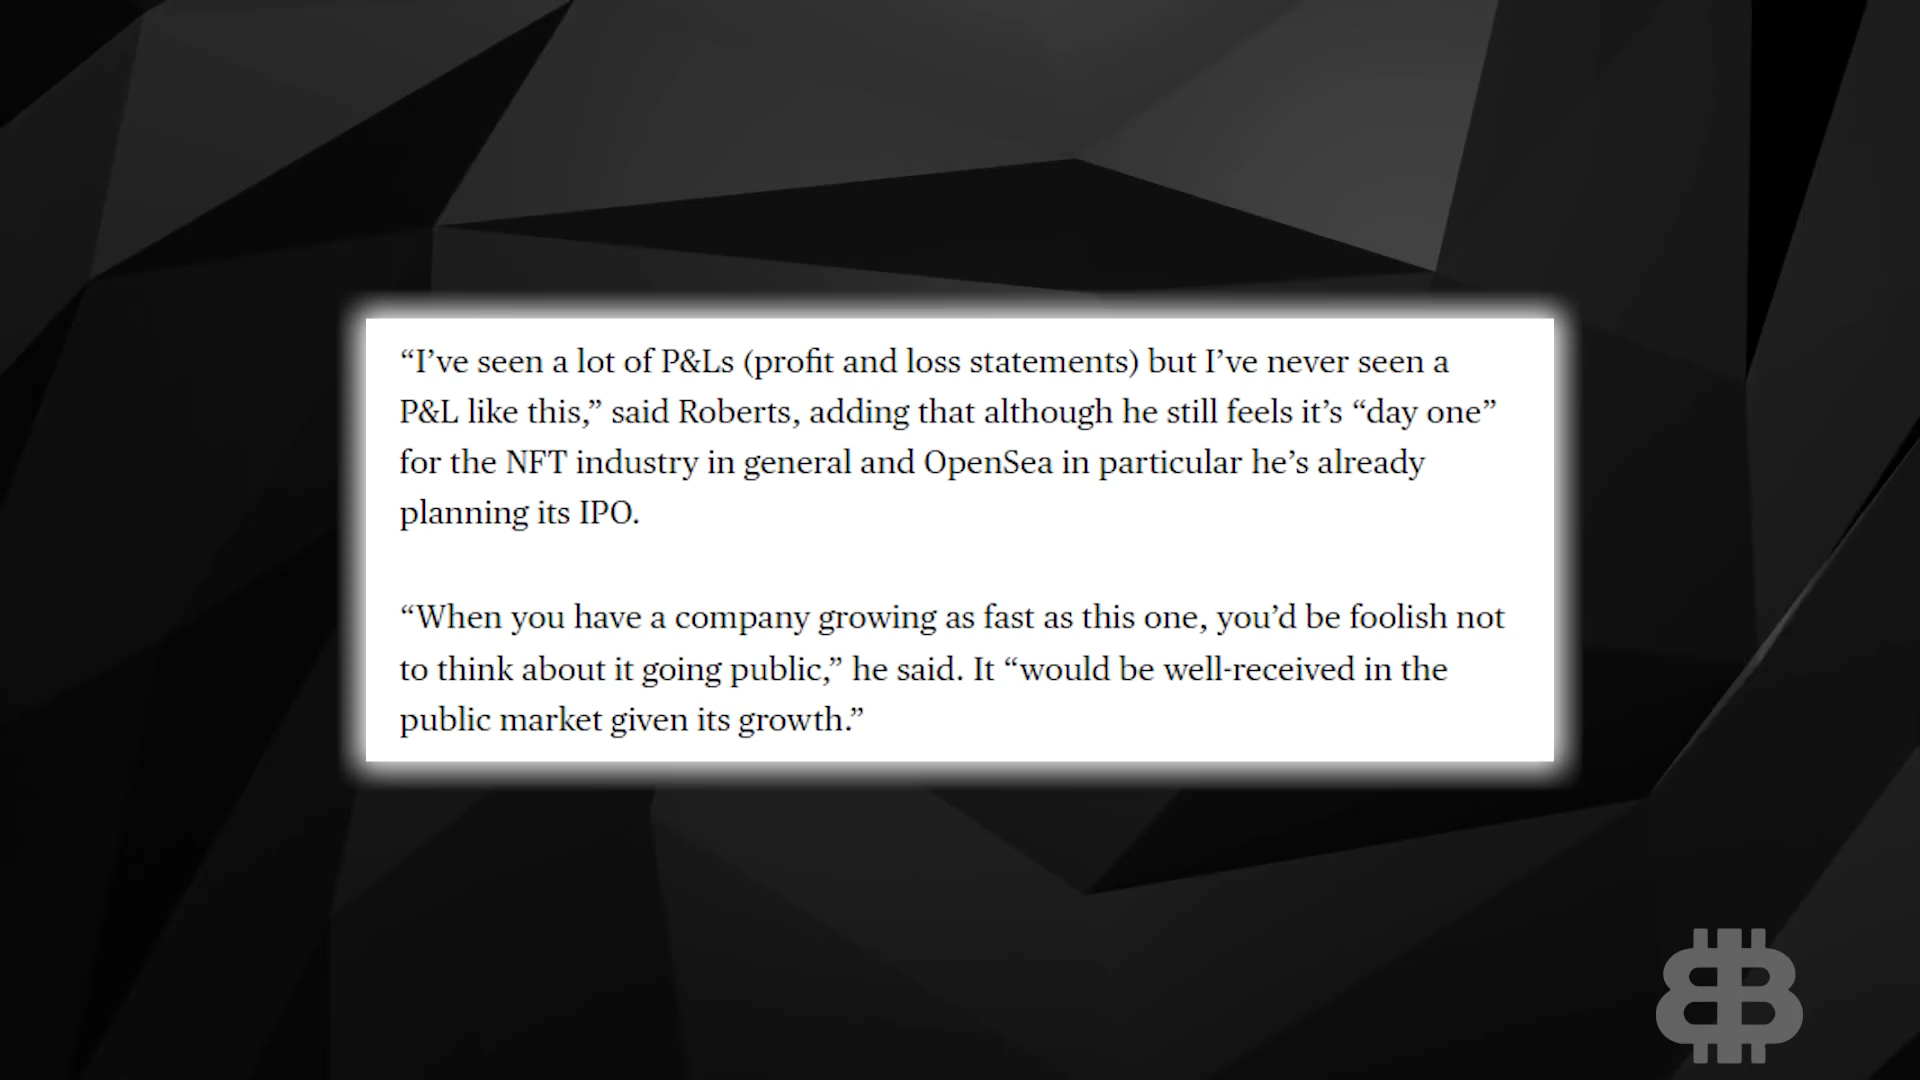 “I’ve seen a lot of P&Ls (profit and loss statements) but I’ve never seen a
P&L like this,” said Roberts, adding that although he still feels it’s “day one”
for the NFT industry in general and OpenSea in particular he’s already
planning its IPO.
“When you have a company growing as fast as this one, you’d be foolish not
to think about it going public,” he said. It “would be well-received in the
public market given its growth.”